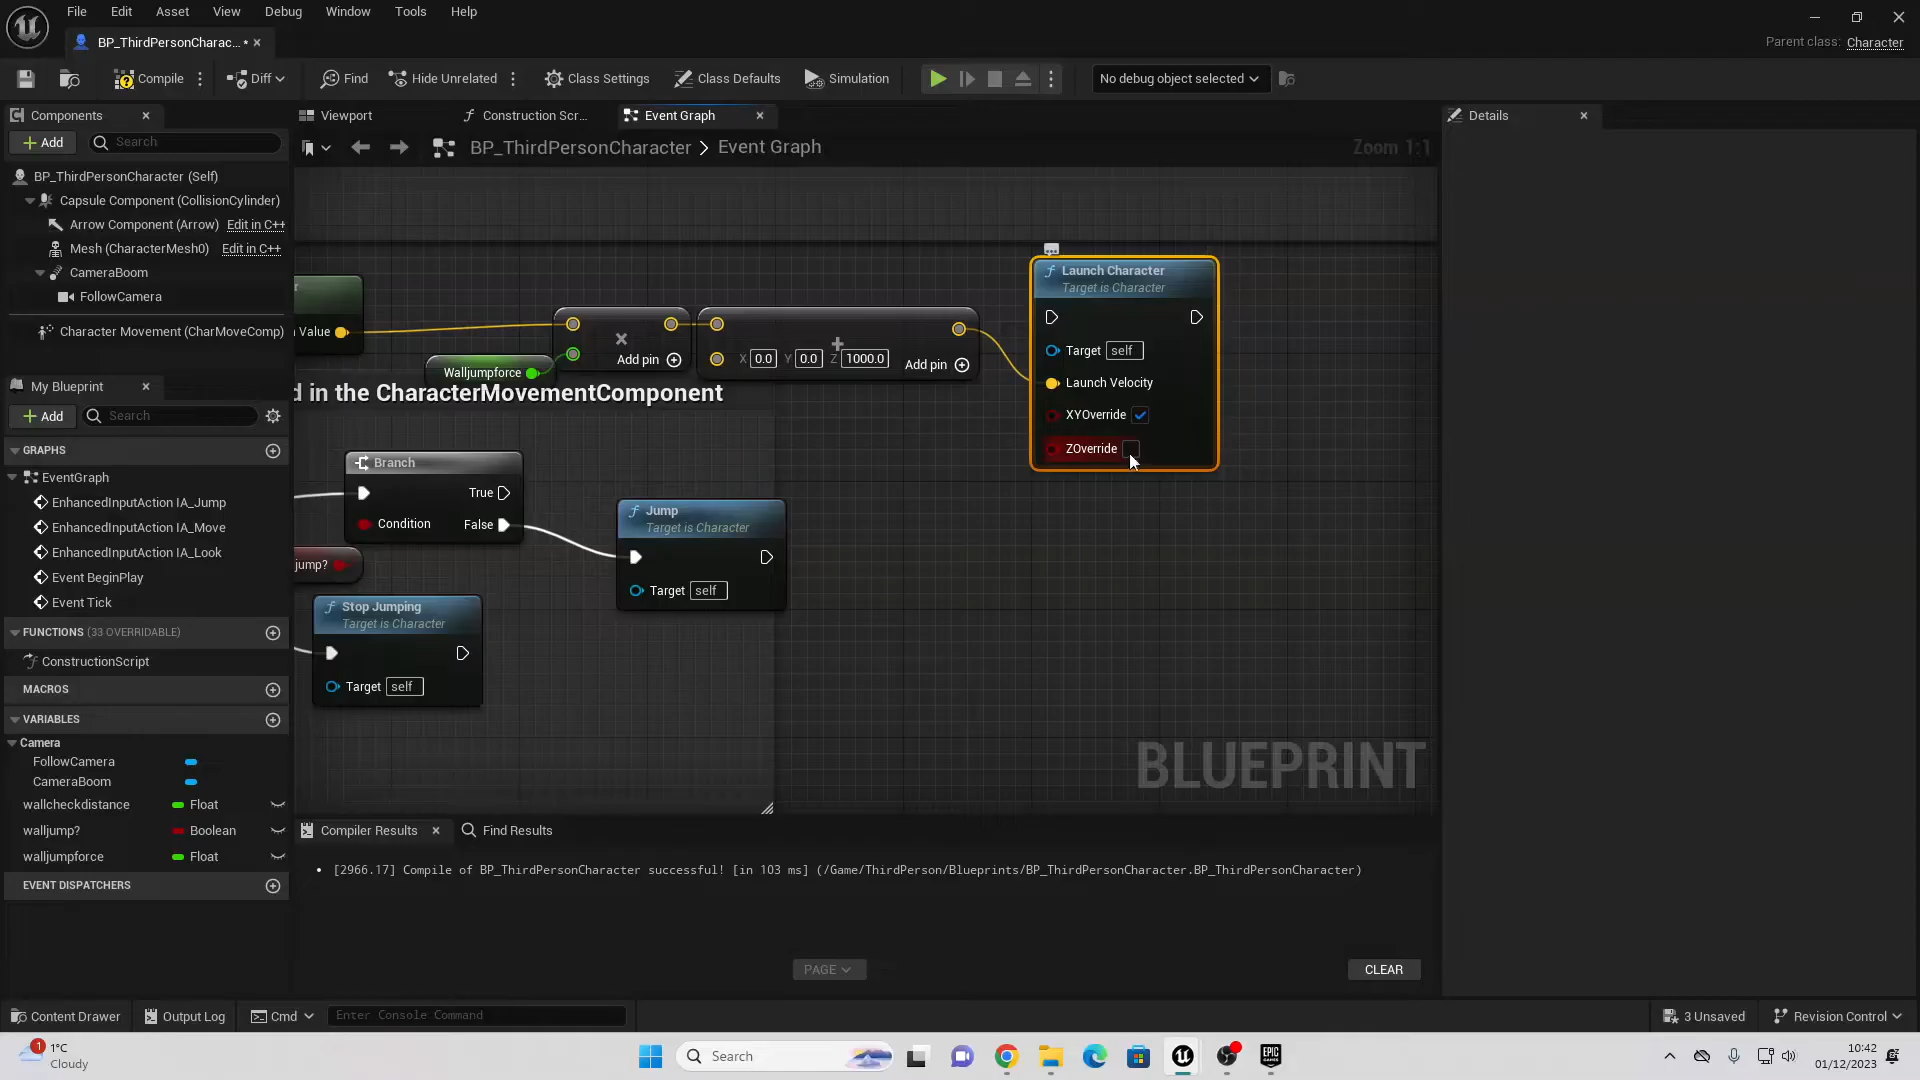 File Edit Asset View Debug Window Tools Help
BP_ThirdPersonCharac... •
Parent class: Character
Compile Diff Find Hide Unrelated Class Settings Class Defaults Simulation No debug object selected
Components Viewport Construction Scr... Event Graph Details
Add Search BP_ThirdPersonCharacter > Event Graph Zoom 1:1
BP_ThirdPersonCharacter (Self)
Capsule Component (CollisionCylinder)
Arrow Component (Arrow) Edit in C++
Mesh (CharacterMesh0) Edit in C++
CameraBoom
FollowCamera
Character Movement (CharMoveComp)
My Blueprint
Add Search
GRAPHS
EventGraph
EnhancedInputAction IA_Jump
EnhancedInputAction IA_Move
EnhancedInputAction IA_Look
Event BeginPlay
Event Tick
FUNCTIONS (33 OVERRIDABLE)
ConstructionScript
MACROS
VARIABLES
Camera
FollowCamera
CameraBoom
wallcheckdistance Float
walljump? Boolean
walljumpforce Float
EVENT DISPATCHERS
r
n Value
Walljumpforce
Add pin
X 0.0 Y 0.0 Z 1000.0 Add pin
Launch Character
Target is Character
Target self
Launch Velocity
XYOverride
ZOverride
d in the CharacterMovementComponent
Branch
True
Condition False
jump?
Jump
Target is Character
Target self
Stop Jumping
Target is Character
Target self
BLUEPRINT
Compiler Results Find Results
• [2966.17] Compile of BP_ThirdPersonCharacter successful! [in 103 ms] (/Game/ThirdPerson/Blueprints/BP_ThirdPersonCharacter.BP_ThirdPersonCharacter)
PAGE CLEAR
Content Drawer Output Log Cmd Enter Console Command 3 Unsaved Revision Control
1
1°C
Cloudy
Search
EPIC GAMES
10:42
01/12/2023